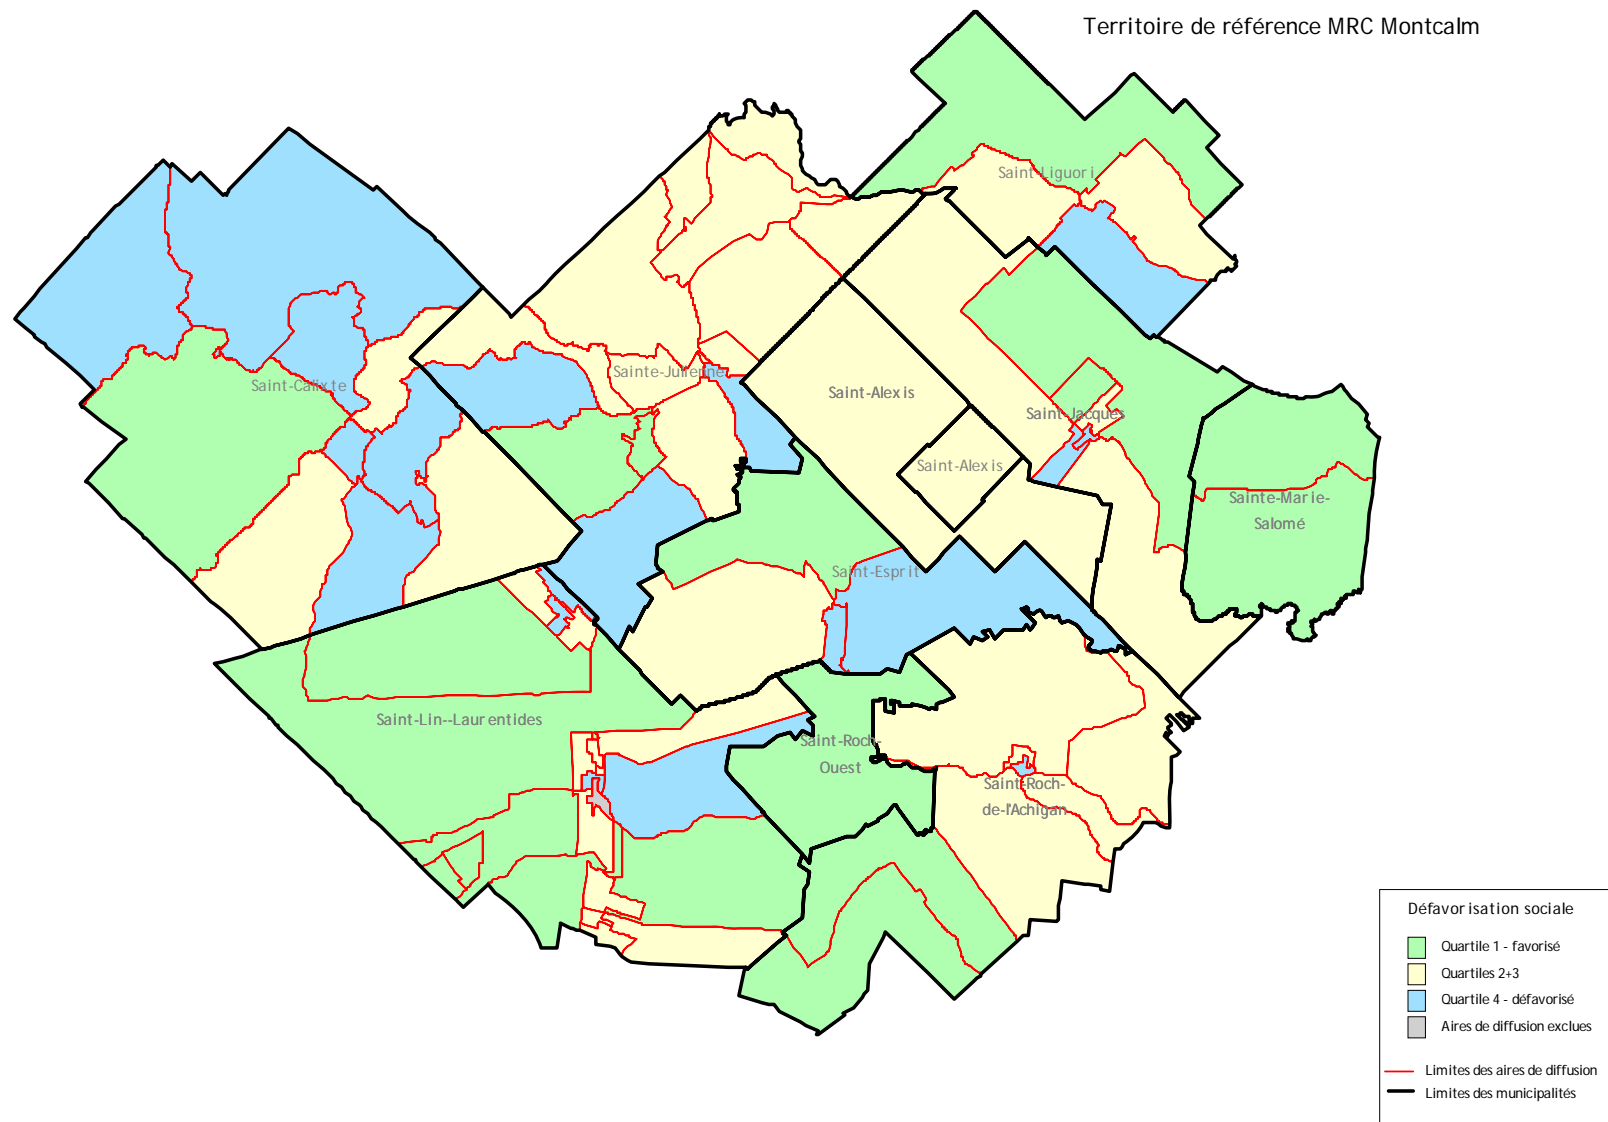 Territoire de référence MRC Montcalm
Saint-Liguori
Saint-Calixte
Sainte-Julienne
Saint-Alexis
Saint-Jacques
Saint-Alexis
Sainte-Marie-
Salomé
Saint-Esprit
Saint-Lin--Laurentides
Saint-Roch-
Ouest
Saint-Roch-
de-l'Achigan
Défavorisation sociale
Quartile 1 - favorisé
Quartiles 2+3
Quartile 4 - défavorisé
Aires de diffusion exclues
Limites des aires de diffusion
Limites des municipalités